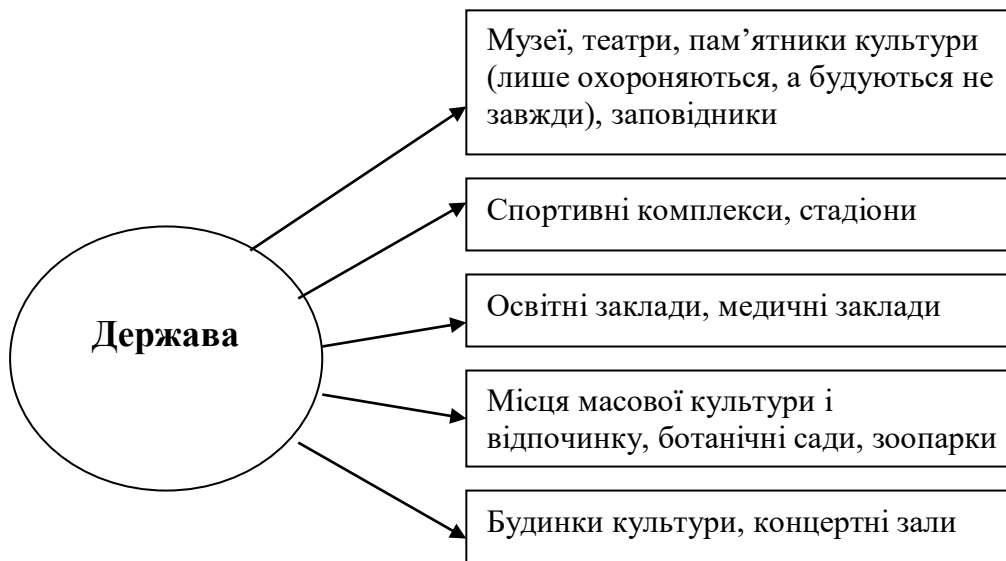 Музеї, театри, пам’ятники культури
(лише охороняються, а будуються не
завжди), заповідники
Спортивні комплекси, стадіони
Держава
Освітні заклади, медичні заклади
Місця масової культури і
відпочинку, ботанічні сади, зоопарки
Будинки культури, концертні зали